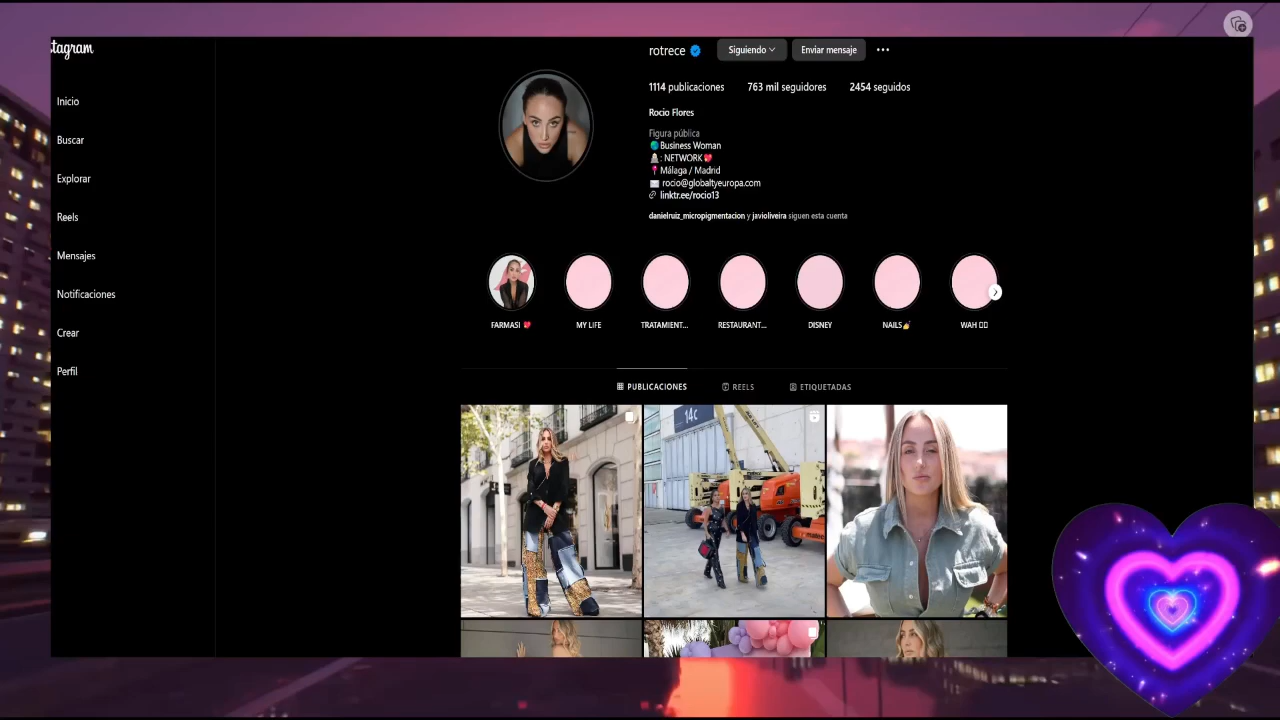 tagram
Inicio
Buscar
Explorar
Reels
Mensajes
Notificaciones
Crear
Perfil
rotrece Siguiendo Enviar mensaje
1114 publicaciones 763 mil seguidores 2454 seguidos
Rocio Flores
Figura pública
Business Woman
: NETWORK
Málaga / Madrid
rocio@globaltyeuropa.com
linktr.ee/rocio13
danielruiz_micropigmentacion y javioliveira siguen esta cuenta
FARMASI MY LIFE TRATAMIENT... RESTAURANT... DISNEY NAILS WAH
PUBLICACIONES REELS ETIQUETADAS
14c